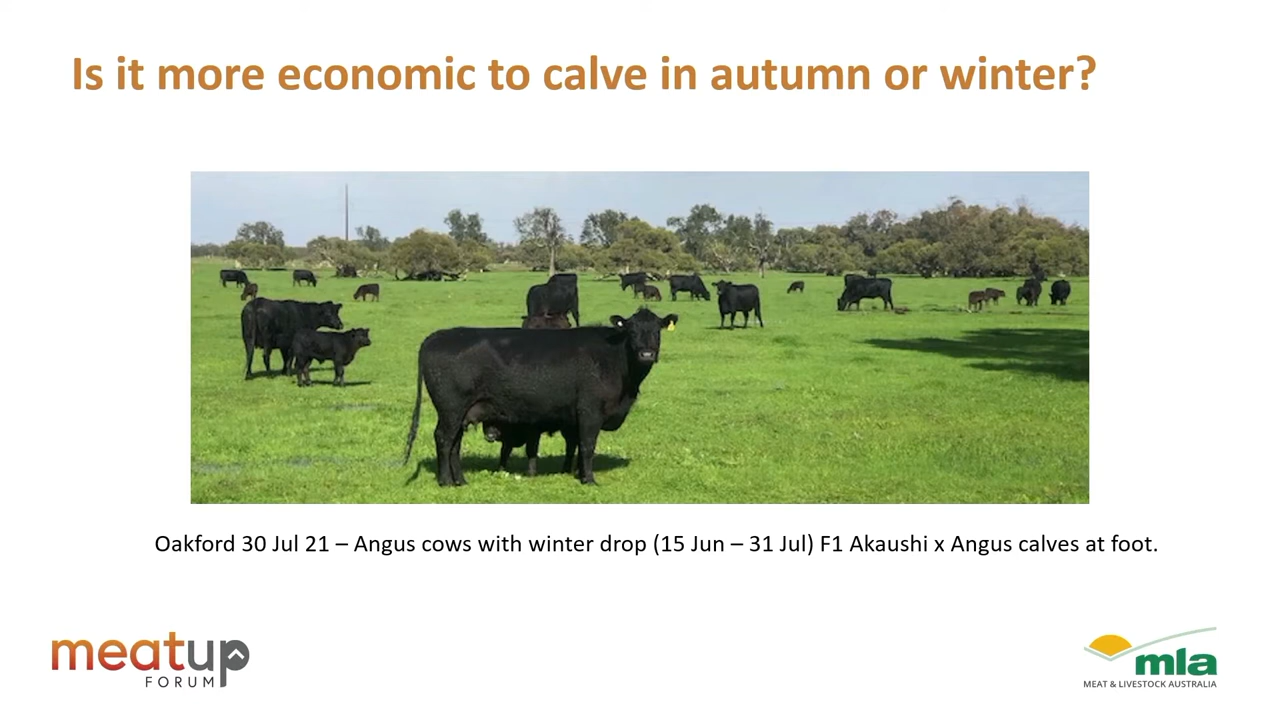 Is it more economic to calve in autumn or winter?
Oakford 30 Jul 21 – Angus cows with winter drop (15 Jun – 31 Jul) F1 Akaushi x Angus calves at foot.
meatup
FORUM
mla
MEAT & LIVESTOCK AUSTRALIA